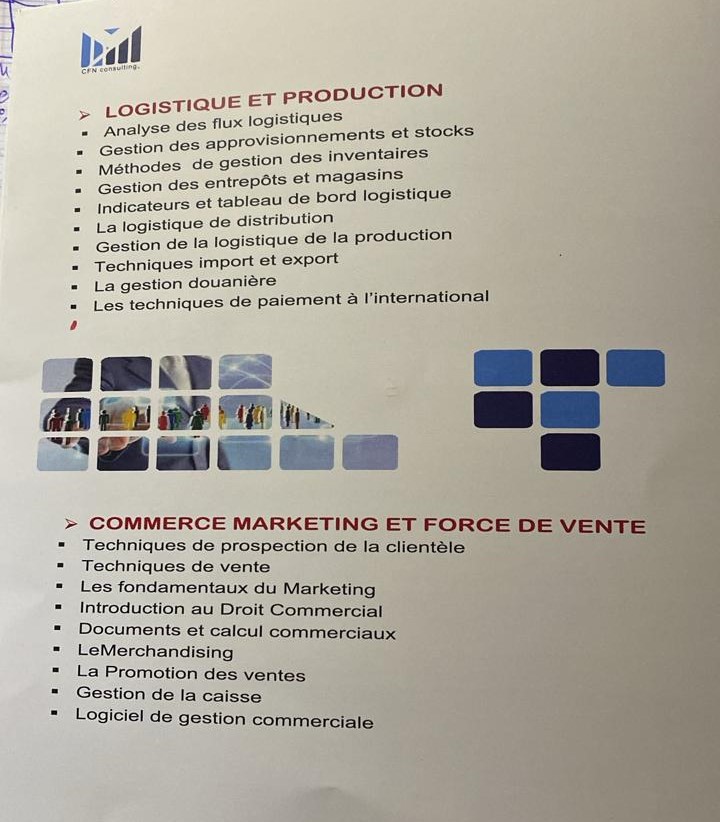 CFN consulting.
➢ LOGISTIQUE ET PRODUCTION
▪ Analyse des flux logistiques
▪ Gestion des approvisionnements et stocks
▪ Méthodes de gestion des inventaires
▪ Gestion des entrepôts et magasins
▪ Indicateurs et tableau de bord logistique
▪ La logistique de distribution
▪ Gestion de la logistique de la production
▪ Techniques import et export
▪ La gestion douanière
▪ Les techniques de paiement à l'international
➢ COMMERCE MARKETING ET FORCE DE VENTE
▪ Techniques de prospection de la clientèle
▪ Techniques de vente
▪ Les fondamentaux du Marketing
▪ Introduction au Droit Commercial
▪ Documents et calcul commerciaux
▪ LeMerchandising
▪ La Promotion des ventes
▪ Gestion de la caisse
▪ Logiciel de gestion commerciale